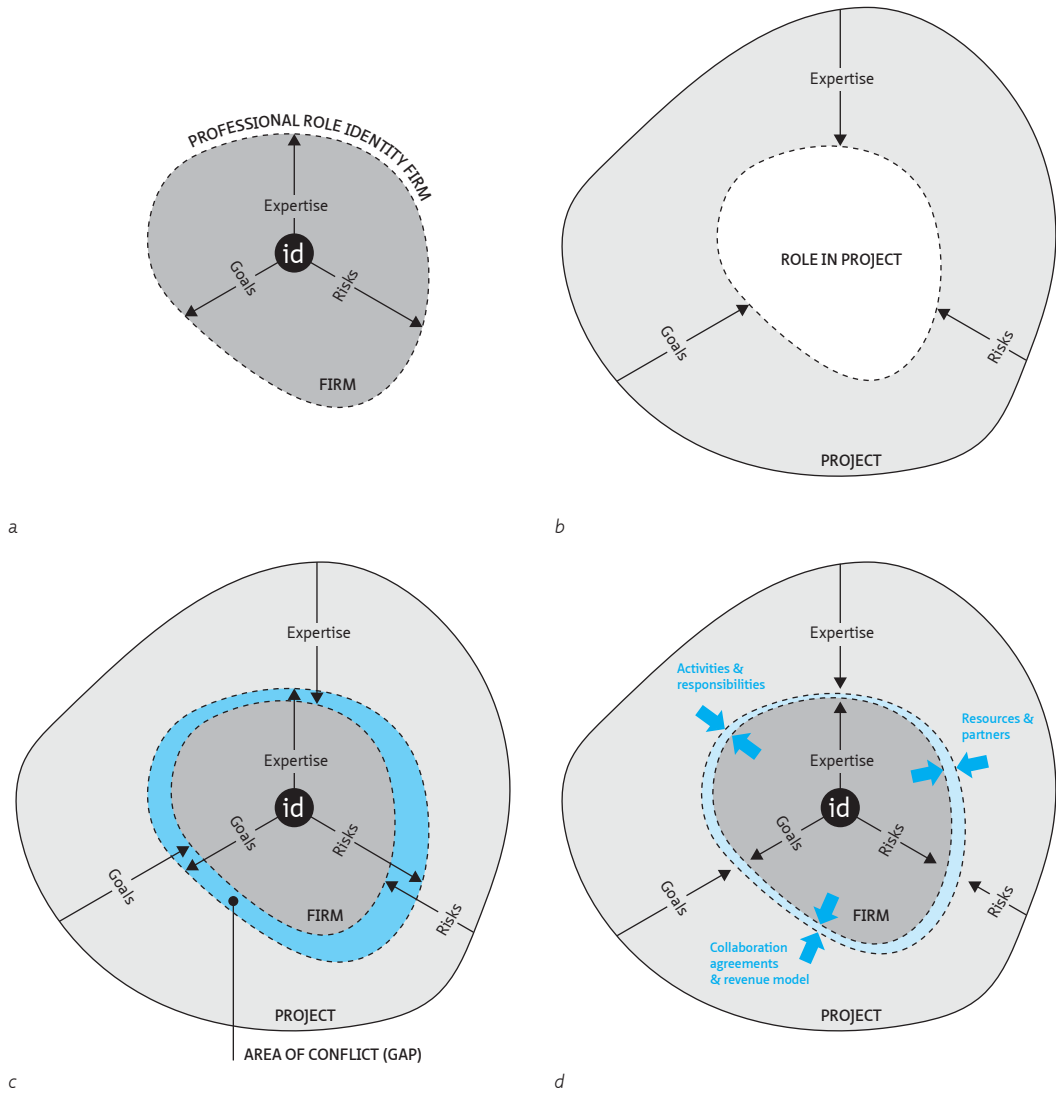 PROFESSIONAL ROLE IDENTITY FIRM
Expertise
id
Goals
Risks
FIRM
a
Expertise
ROLE IN PROJECT
Goals
Risks
PROJECT
b
Expertise
Expertise
id
Goals
Risks
Goals
Risks
FIRM
PROJECT
AREA OF CONFLICT (GAP)
c
Expertise
Activities &
responsibilities
Resources &
partners
Expertise
id
Goals
Risks
Goals
Risks
FIRM
Collaboration
agreements
& revenue model
PROJECT
d